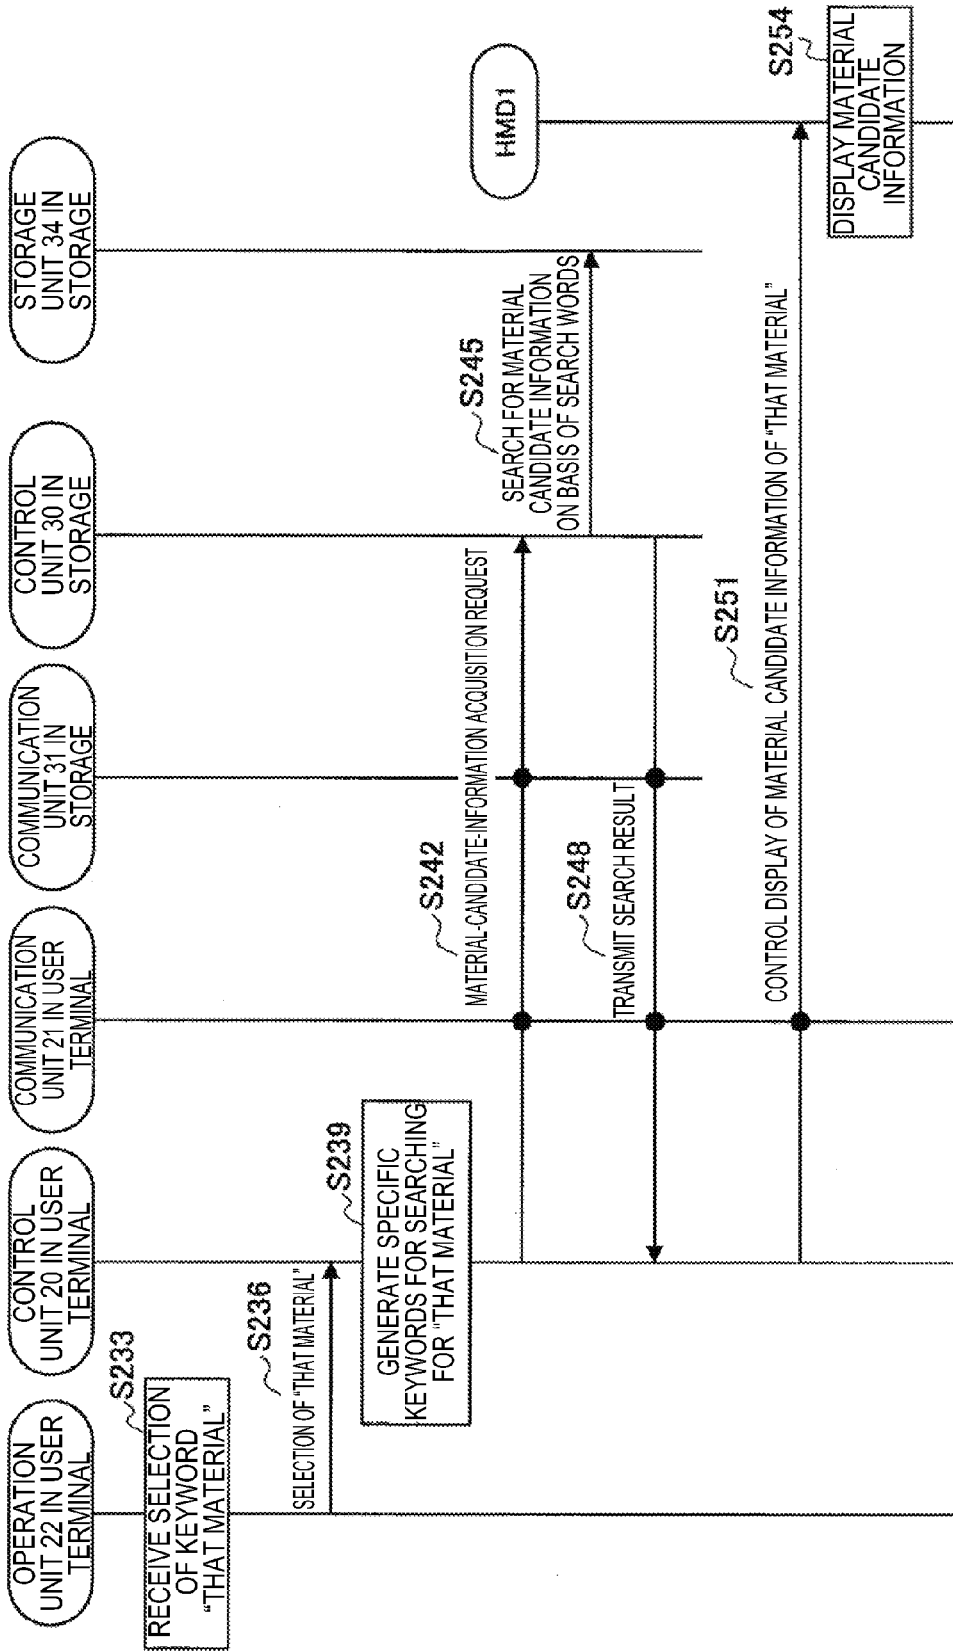 OPERATION
UNIT 22 IN USER
TERMINAL
CONTROL
UNIT 20 IN USER
TERMINAL
COMMUNICATION
UNIT 21 IN USER
TERMINAL
COMMUNICATION
UNIT 31 IN
STORAGE
CONTROL
UNIT 30 IN
STORAGE
STORAGE
UNIT 34 IN
STORAGE
S233
RECEIVE SELECTION
OF KEYWORD
"THAT MATERIAL"
S236
SELECTION OF "THAT MATERIAL"
S239
GENERATE SPECIFIC
KEYWORDS FOR SEARCHING
FOR "THAT MATERIAL"
S242
MATERIAL-CANDIDATE-INFORMATION ACQUISITION REQUEST
S245
SEARCH FOR MATERIAL
CANDIDATE INFORMATION
ON BASIS OF SEARCH WORDS
HMD1
S248
TRANSMIT SEARCH RESULT
S251
CONTROL DISPLAY OF MATERIAL CANDIDATE INFORMATION OF "THAT MATERIAL"
S254
DISPLAY MATERIAL
CANDIDATE
INFORMATION